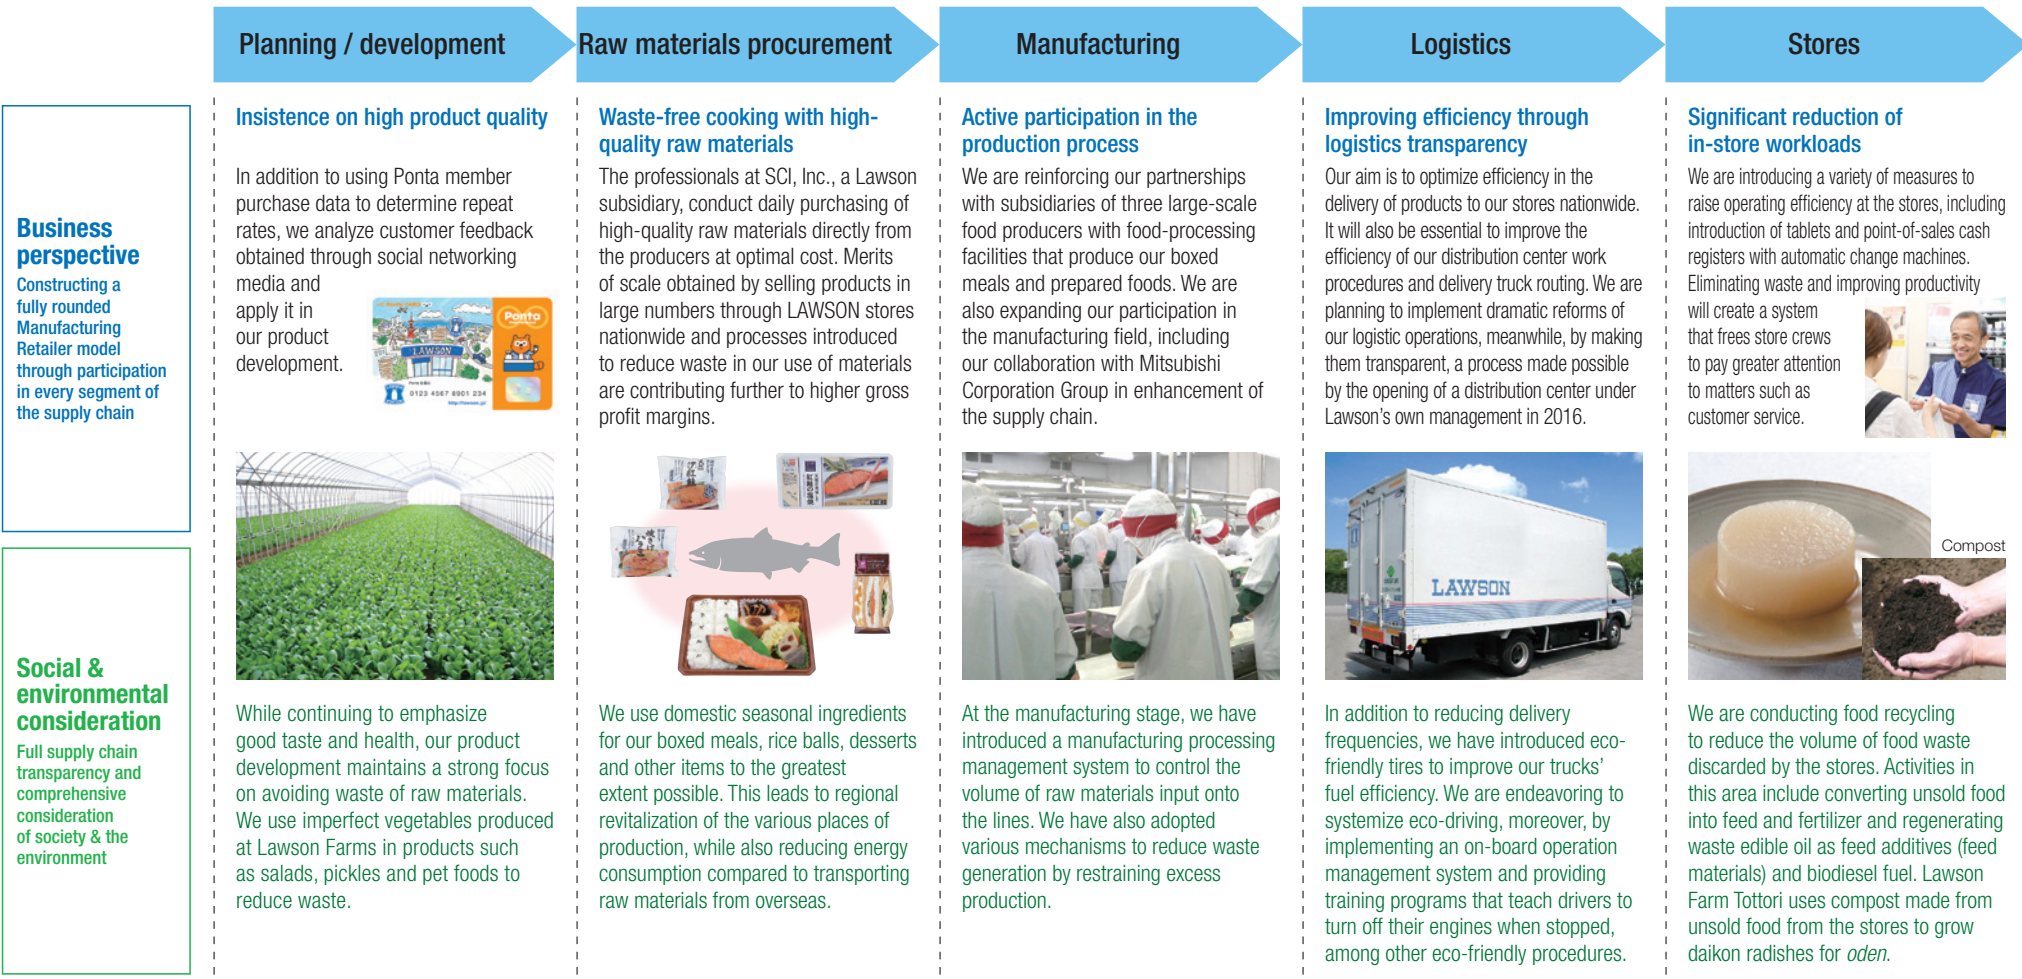 Planning / development
Raw materials procurement
Manufacturing
Logistics
Stores
Business
perspective
Constructing a
fully rounded
Manufacturing
Retailer model
through participation
in every segment of
the supply chain
Insistence on high product quality
In addition to using Ponta member
purchase data to determine repeat
rates, we analyze customer feedback
obtained through social networking
media and
apply it in
our product
development.
Ponta
LAWSON
0123 4567 8901 234
Waste-free cooking with high-
quality raw materials
The professionals at SCI, Inc., a Lawson
subsidiary, conduct daily purchasing of
high-quality raw materials directly from
the producers at optimal cost. Merits
of scale obtained by selling products in
large numbers through LAWSON stores
nationwide and processes introduced
to reduce waste in our use of materials
are contributing further to higher gross
profit margins.
Active participation in the
production process
We are reinforcing our partnerships
with subsidiaries of three large-scale
food producers with food-processing
facilities that produce our boxed
meals and prepared foods. We are
also expanding our participation in
the manufacturing field, including
our collaboration with Mitsubishi
Corporation Group in enhancement of
the supply chain.
Improving efficiency through
logistics transparency
Our aim is to optimize efficiency in the
delivery of products to our stores nationwide.
It will also be essential to improve the
efficiency of our distribution center work
procedures and delivery truck routing. We are
planning to implement dramatic reforms of
our logistic operations, meanwhile, by making
them transparent, a process made possible
by the opening of a distribution center under
Lawson's own management in 2016.
LAWSON
Significant reduction of
in-store workloads
We are introducing a variety of measures to
raise operating efficiency at the stores, including
introduction of tablets and point-of-sales cash
registers with automatic change machines.
Eliminating waste and improving productivity
will create a system
that frees store crews
to pay greater attention
to matters such as
customer service.
Compost
Social &
environmental
consideration
Full supply chain
transparency and
comprehensive
consideration
of society & the
environment
While continuing to emphasize
good taste and health, our product
development maintains a strong focus
on avoiding waste of raw materials.
We use imperfect vegetables produced
at Lawson Farms in products such
as salads, pickles and pet foods to
reduce waste.
We use domestic seasonal ingredients
for our boxed meals, rice balls, desserts
and other items to the greatest
extent possible. This leads to regional
revitalization of the various places of
production, while also reducing energy
consumption compared to transporting
raw materials from overseas.
At the manufacturing stage, we have
introduced a manufacturing processing
management system to control the
volume of raw materials input onto
the lines. We have also adopted
various mechanisms to reduce waste
generation by restraining excess
production.
In addition to reducing delivery
frequencies, we have introduced eco-
friendly tires to improve our trucks'
fuel efficiency. We are endeavoring to
systemize eco-driving, moreover, by
implementing an on-board operation
management system and providing
training programs that teach drivers to
turn off their engines when stopped,
among other eco-friendly procedures.
We are conducting food recycling
to reduce the volume of food waste
discarded by the stores. Activities in
this area include converting unsold food
into feed and fertilizer and regenerating
waste edible oil as feed additives (feed
materials) and biodiesel fuel. Lawson
Farm Tottori uses compost made from
unsold food from the stores to grow
daikon radishes for oden.